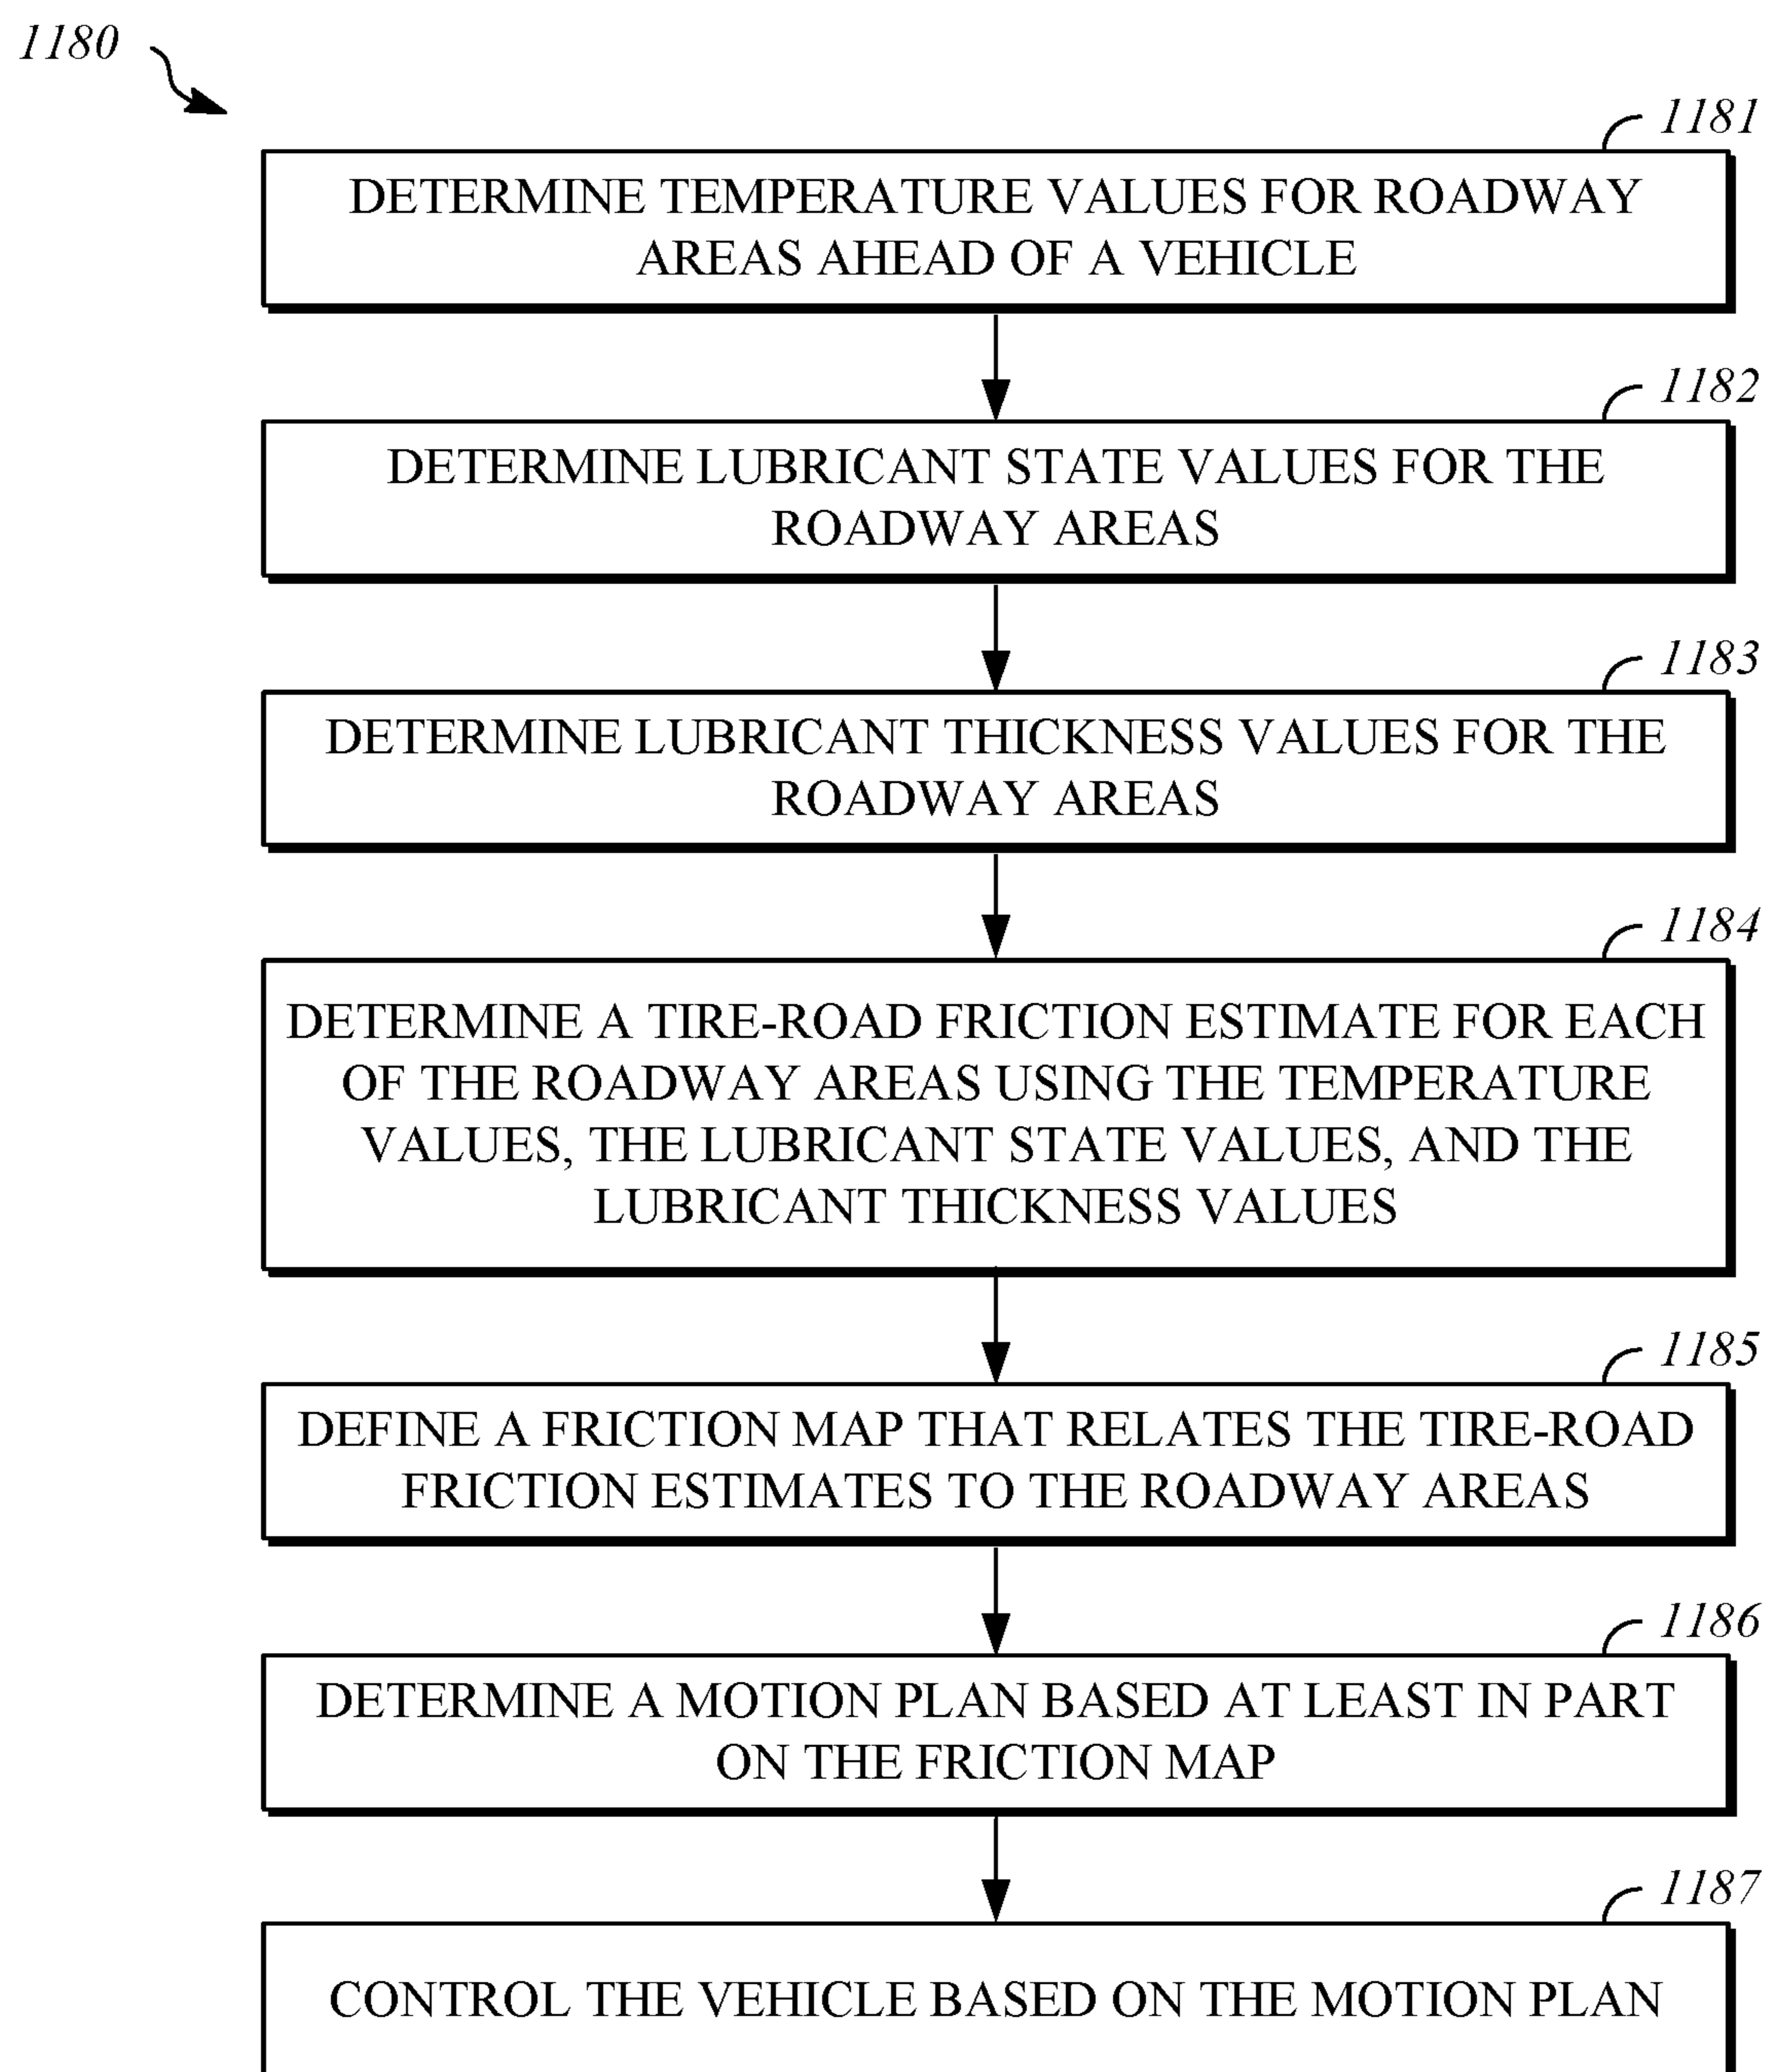 1180
1181
DETERMINE TEMPERATURE VALUES FOR ROADWAY
AREAS AHEAD OF A VEHICLE
1182
DETERMINE LUBRICANT STATE VALUES FOR THE
ROADWAY AREAS
1183
DETERMINE LUBRICANT THICKNESS VALUES FOR THE
ROADWAY AREAS
1184
DETERMINE A TIRE-ROAD FRICTION ESTIMATE FOR EACH
OF THE ROADWAY AREAS USING THE TEMPERATURE
VALUES, THE LUBRICANT STATE VALUES, AND THE
LUBRICANT THICKNESS VALUES
1185
DEFINE A FRICTION MAP THAT RELATES THE TIRE-ROAD
FRICTION ESTIMATES TO THE ROADWAY AREAS
1186
DETERMINE A MOTION PLAN BASED AT LEAST IN PART
ON THE FRICTION MAP
1187
CONTROL THE VEHICLE BASED ON THE MOTION PLAN